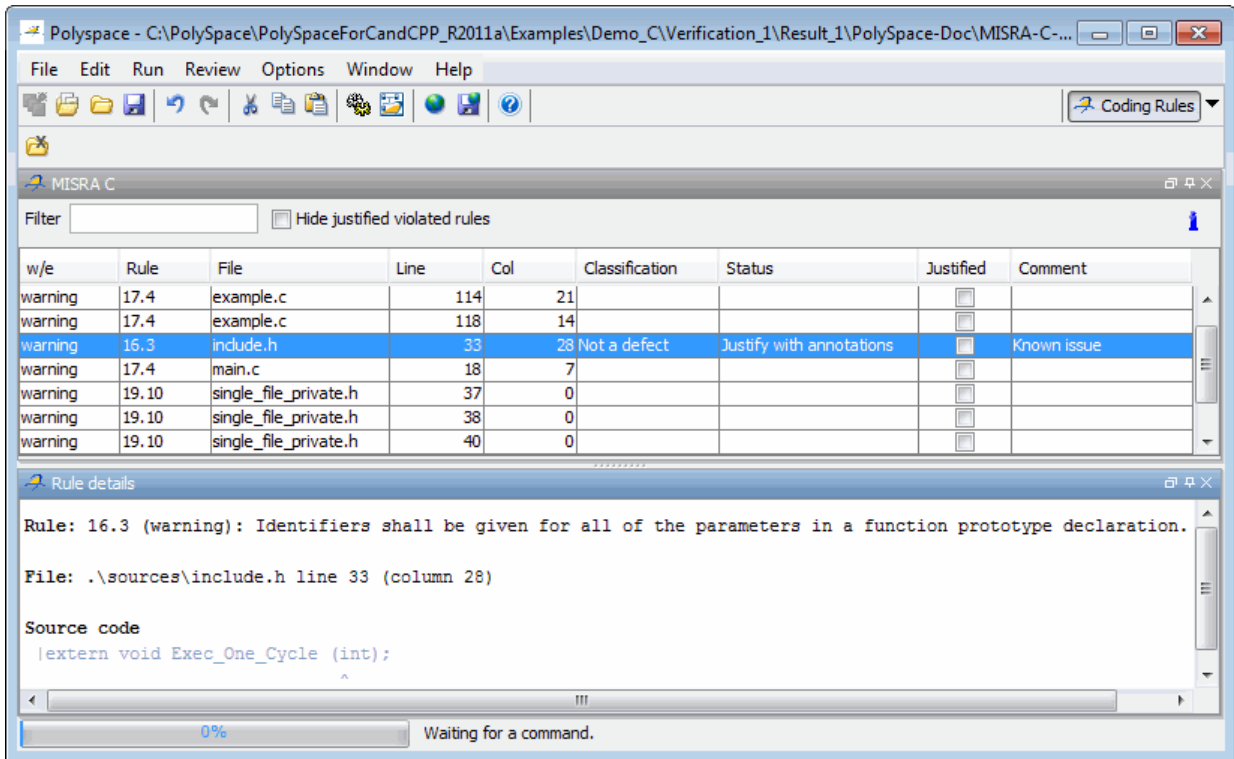 Polyspace - C:\PolySpace\PolySpaceForCandCPP_R2011a\Examples\Demo_C\Verification_1\Result_1\PolySpace-Doc\MISRA-C-...
File Edit Run Review Options Window Help
Coding Rules
MISRA C
Filter Hide justified violated rules
w/e Rule File Line Col Classification Status Justified Comment
warning 17.4 example.c 114 21
warning 17.4 example.c 118 14
warning 16.3 include.h 33 28 Not a defect Justify with annotations Known issue
warning 17.4 main.c 18 7
warning 19.10 single_file_private.h 37 0
warning 19.10 single_file_private.h 38 0
warning 19.10 single_file_private.h 40 0
Rule details
Rule: 16.3 (warning): Identifiers shall be given for all of the parameters in a function prototype declaration.
File: .\sources\include.h line 33 (column 28)
Source code
|extern void Exec_One_Cycle (int);
^
0% Waiting for a command.